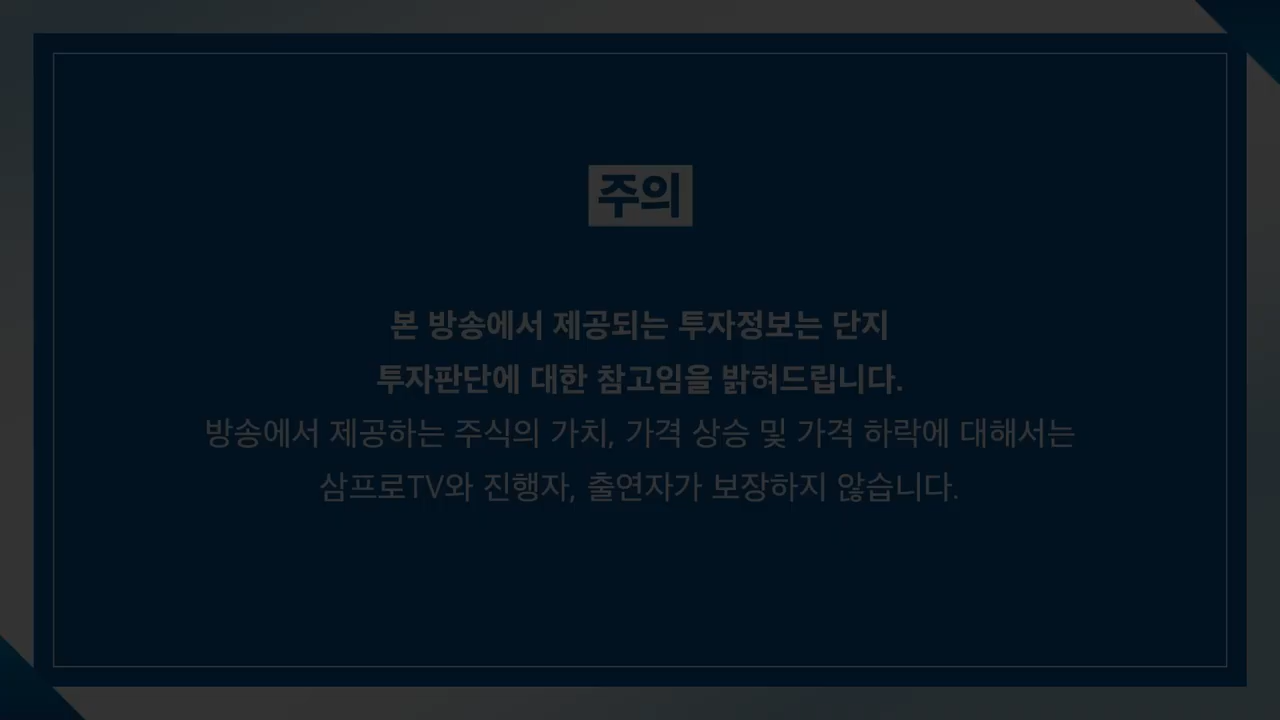 주의
본 방송에서 제공되는 투자정보는 단지
투자판단에 대한 참고임을 밝혀드립니다.
방송에서 제공하는 주식의 가치, 가격 상승 및 가격 하락에 대해서는
삼프로TV와 진행자, 출연자가 보장하지 않습니다.